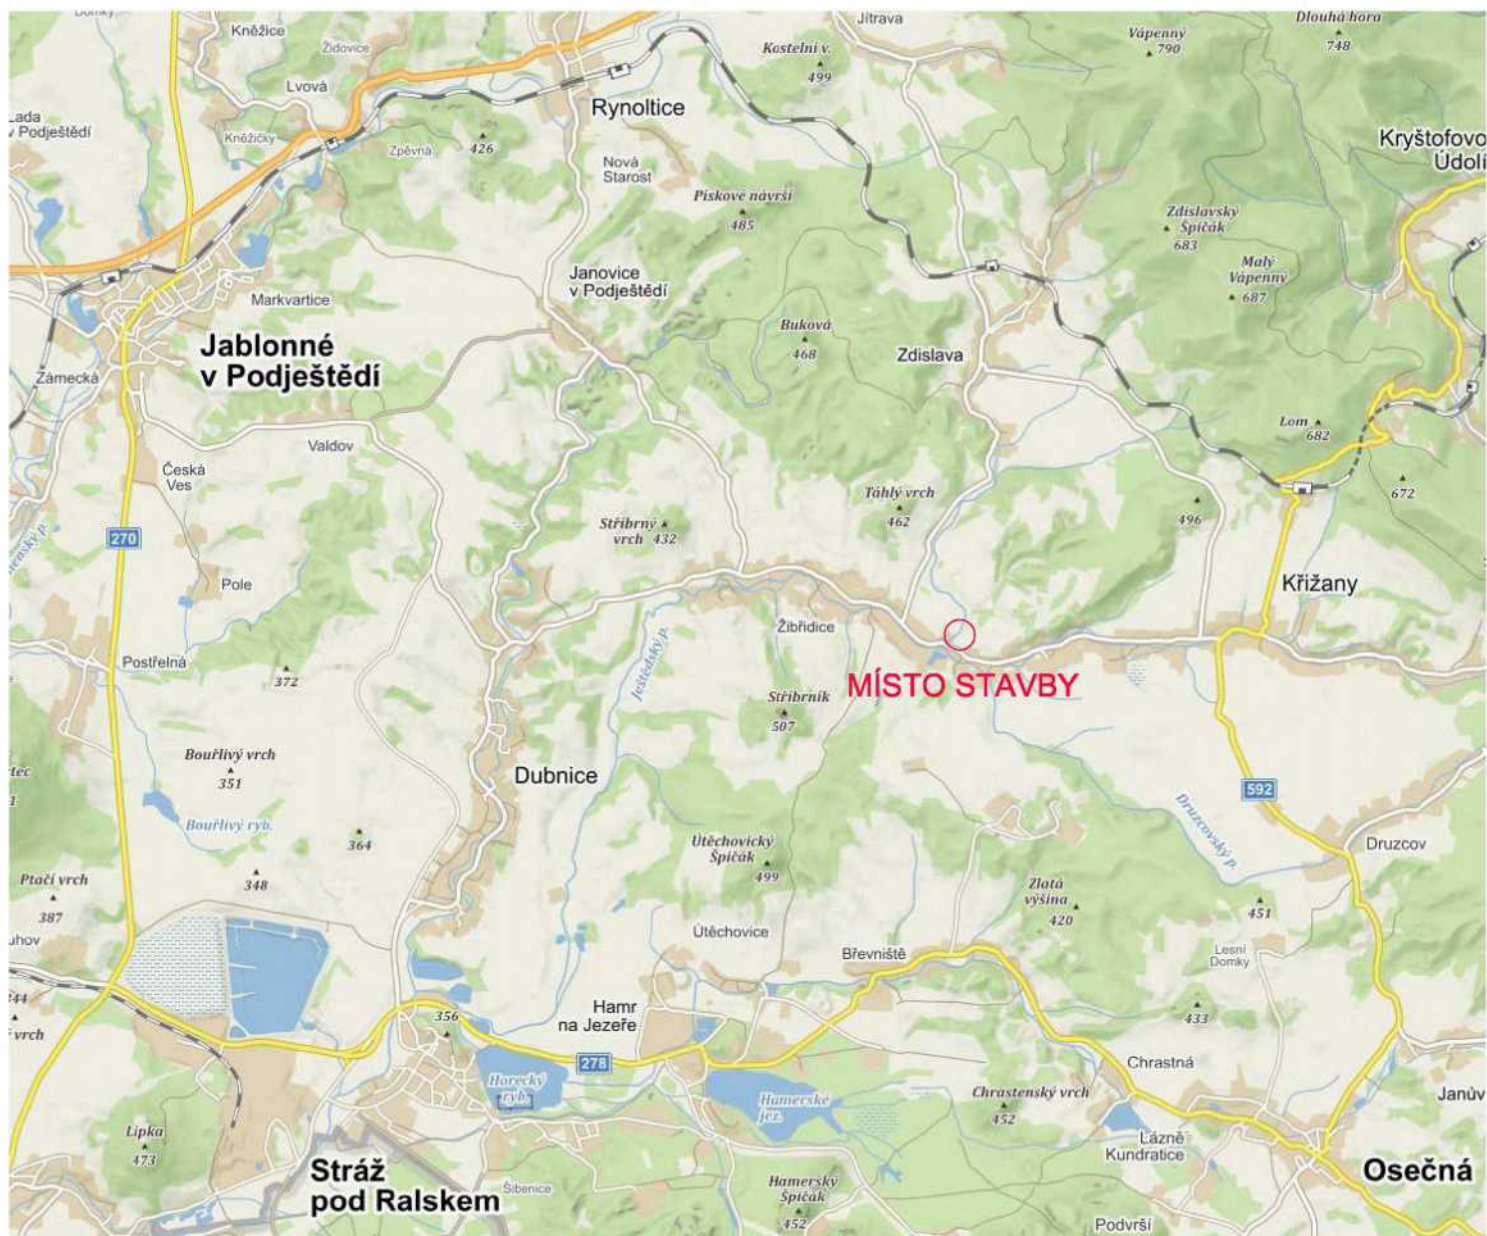 Kněžice
Židovice
Jítrava
Kostelní v.
499
Vápenný
790
Dlouhá hora
748
Lvová
Rynoltice
Lada
v Podještědí
Kněžičky
Zpěvná
426
Nová
Starost
Kryštofovo
Údolí
Pískové návrší
485
Zdislavský
Špičák
683
Malý
Vápenný
687
Janovice
v Podještědí
Markvartice
Jablonné
v Podještědí
Buková
468
Zdislava
Zámecká
Lom
682
Valdov
Česká
Ves
672
Táhlý vrch
462
496
Stříbrný
vrch 432
270
Pole
Křižany
Žibřidice
Ještědský p.
Postřelná
372
MÍSTO STAVBY
Stříbrník
507
Bouřlivý vrch
351
Dubnice
592
Bouřlivý ryb.
Druzcovský p.
364
Útěchovický
Špičák
499
Druzcov
348
Ptačí vrch
387
Zlatá
výšina
420
451
Útěchovice
Břevniště
Lesní
Domky
Hamr
na Jezeře
356
433
vrch
278
Chrastná
Horecký
ryb.
Hamerské
jez.
Chrastenský vrch
452
Janův
Lipka
473
Lázně
Kundratice
Stráž
pod Ralskem
Šibenice
Hamerský
Špičák
452
Osečná
Podvrší